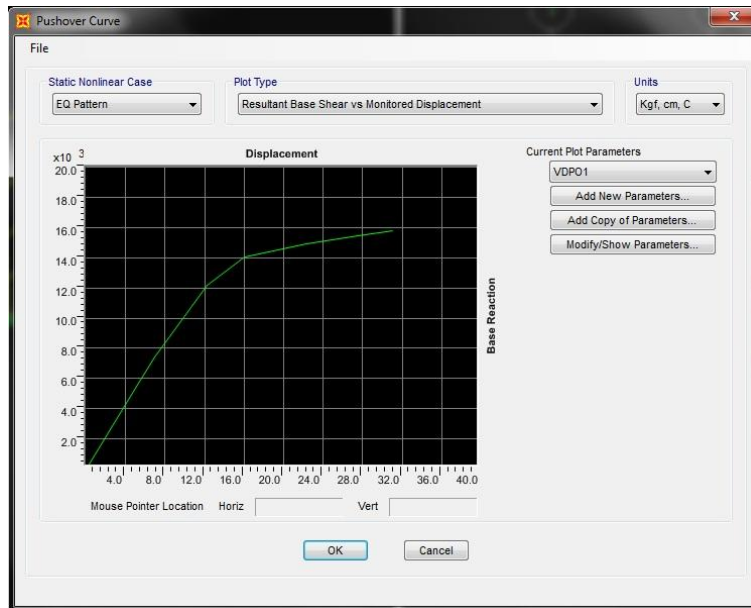 Pushover Curve
File
Static Nonlinear Case
Plot Type
Units
EQ Pattern
Resultant Base Shear vs Monitored Displacement
Kgf, cm, C
x10 3
Displacement
Current Plot Parameters
VDPO1
Add New Parameters...
Add Copy of Parameters...
Modify/Show Parameters...
20.0
18.0
16.0
14.0
12.0
10.0
8.0
6.0
4.0
2.0
Base Reaction
4.0 8.0 12.0 16.0 20.0 24.0 28.0 32.0 36.0 40.0
Mouse Pointer Location Horiz Vert
OK Cancel